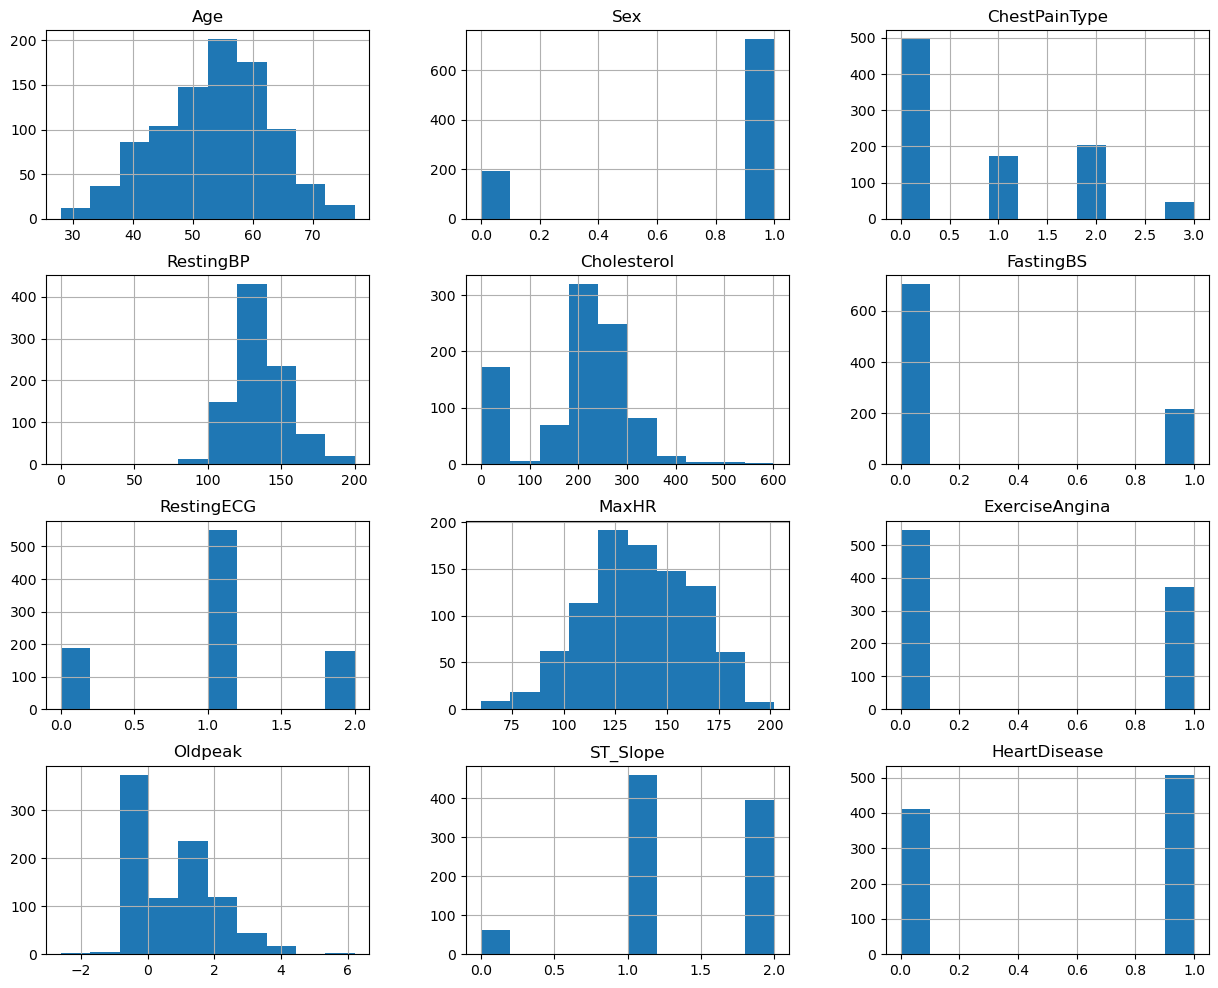 Age
Sex
ChestPainType
200
150
100
50
0
30 40 50 60 70
600
400
200
0
0.0 0.2 0.4 0.6 0.8 1.0
500
400
300
200
100
0
0.0 0.5 1.0 1.5 2.0 2.5 3.0
RestingBP
Cholesterol
FastingBS
400
300
200
100
0
0 50 100 150 200
300
200
100
0
0 100 200 300 400 500 600
600
400
200
0
0.0 0.2 0.4 0.6 0.8 1.0
RestingECG
MaxHR
ExerciseAngina
500
400
300
200
100
0
0.0 0.5 1.0 1.5 2.0
200
150
100
50
0
75 100 125 150 175 200
500
400
300
200
100
0
0.0 0.2 0.4 0.6 0.8 1.0
Oldpeak
ST_Slope
HeartDisease
300
200
100
0
−2 0 2 4 6
400
300
200
100
0
0.0 0.5 1.0 1.5 2.0
500
400
300
200
100
0
0.0 0.2 0.4 0.6 0.8 1.0